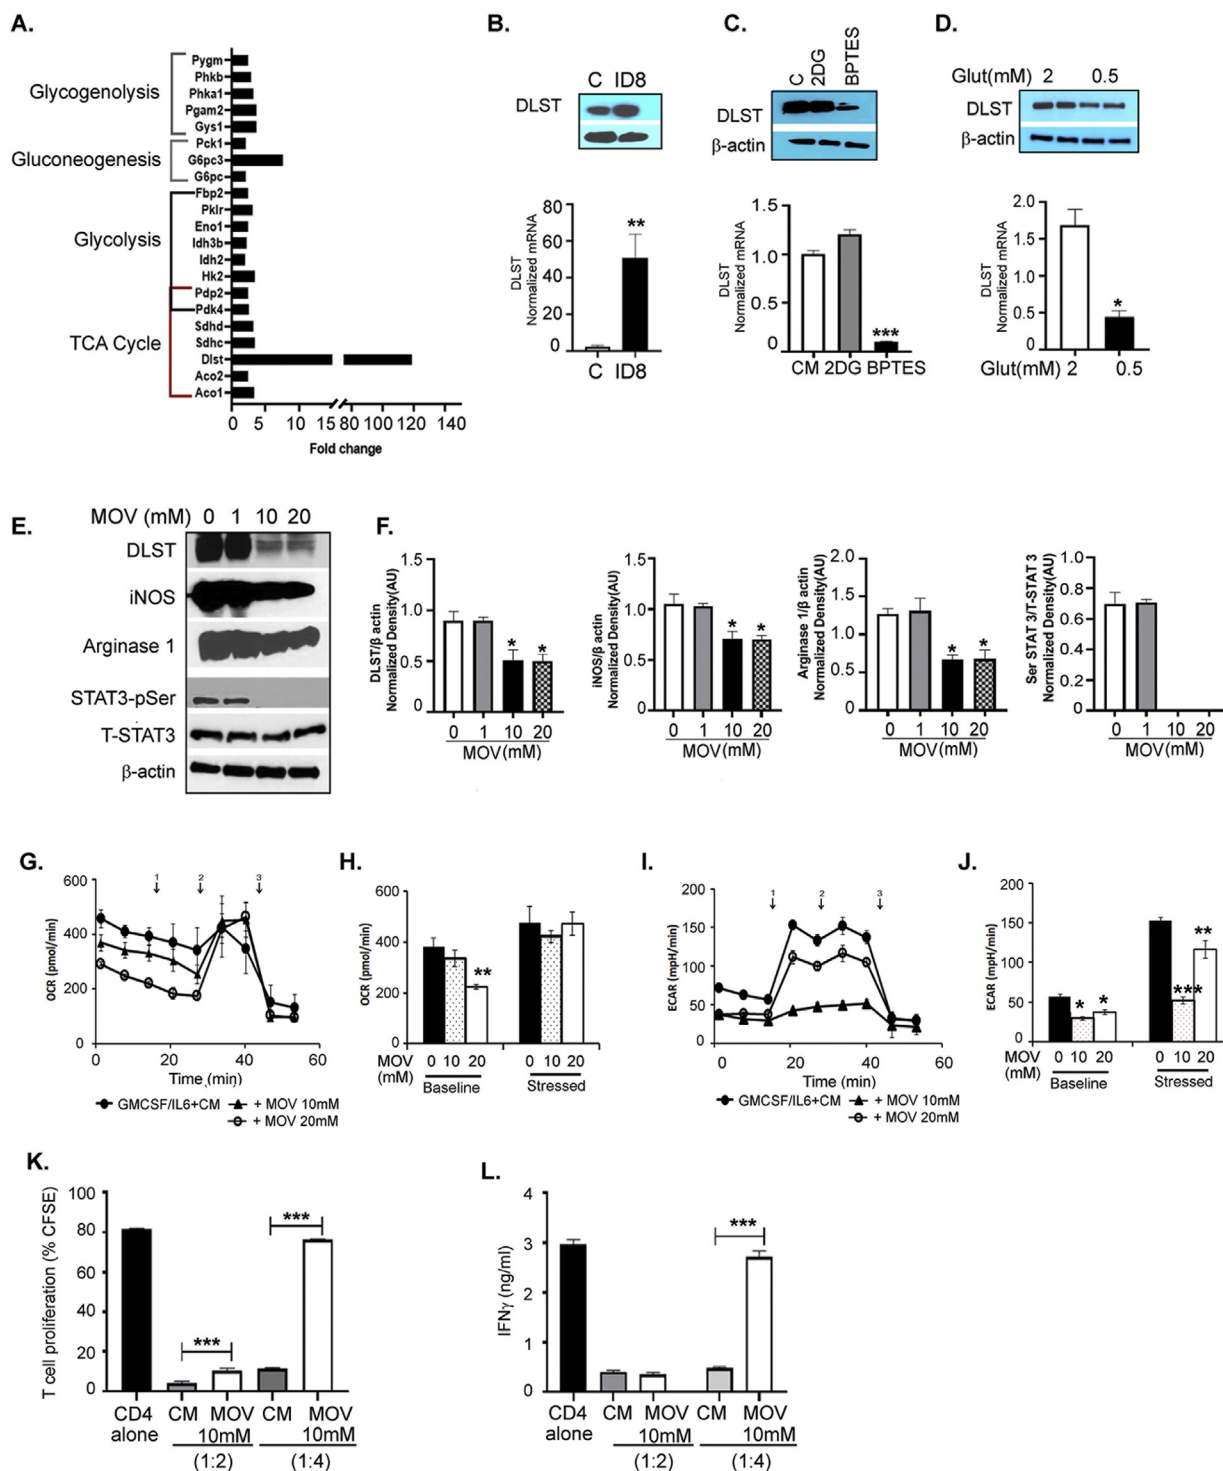 A.
Glycogenolysis
Gluconeogenesis
Glycolysis
TCA Cycle
Pygm
Phkb
Phka1
Pgam2
Gys1
Pck1
G6pc3
G6pc
Fbp2
Pklr
Eno1
Idh3b
Idh2
Hk2
Pdp2
Pdk4
Sdhd
Sdhc
Dlst
Aco2
Aco1
0 5 10 15 80 100 120 140
Fold change
B.
C ID8
DLST
DLST
Normalized mRNA
80
60
40
20
0
**
C ID8
C.
C 2DG BPTES
DLST
β-actin
DLST
Normalized mRNA
1.5
1.0
0.5
0
***
CM 2DG BPTES
D.
Glut(mM) 2 0.5
DLST
β-actin
DLST
Normalized mRNA
2.0
1.5
1.0
0.5
0
*
Glut(mM) 2 0.5
E.
MOV (mM) 0 1 10 20
DLST
iNOS
Arginase 1
STAT3-pSer
T-STAT3
β-actin
F.
DLST/β actin
Normalized Density(AU)
1.5
1.0
0.5
0
* *
0 1 10 20
MOV(mM)
iNOS/β actin
Normalized Density(AU)
1.5
1.0
0.5
0
* *
0 1 10 20
MOV(mM)
Arginase 1/β actin
Normalized Density(AU)
2.0
1.5
1.0
0.5
0
* *
0 1 10 20
MOV(mM)
Ser STAT 3/T-STAT 3
Normalized Density(AU)
1.0
0.8
0.6
0.4
0.2
0
0 1 10 20
MOV(mM)
G.
OCR (pmol/min)
600
400
200
0
1 2 3
0 20 40 60
Time (min)
GMCSF/IL6+CM + MOV 10mM
+ MOV 20mM
H.
OCR (pmol/min)
600
400
200
0
**
MOV 0 10 20 0 10 20
(mM)
Baseline Stressed
I.
ECAR (mpH/min)
200
150
100
50
0
1 2 3
0 20 40 60
Time (min)
GMCSF/IL6+CM + MOV 10mM
+ MOV 20mM
J.
ECAR (mpH/min)
200
150
100
50
0
* * *** **
MOV 0 10 20 0 10 20
(mM)
Baseline Stressed
K.
T cell proliferation (% CFSE)
100
80
60
40
20
0
*** ***
CD4 CM MOV CM MOV
alone 10mM 10mM
(1:2) (1:4)
L.
IFNγ (ng/ml)
4
3
2
1
0
***
CD4 CM MOV CM MOV
alone 10mM 10mM
(1:2) (1:4)